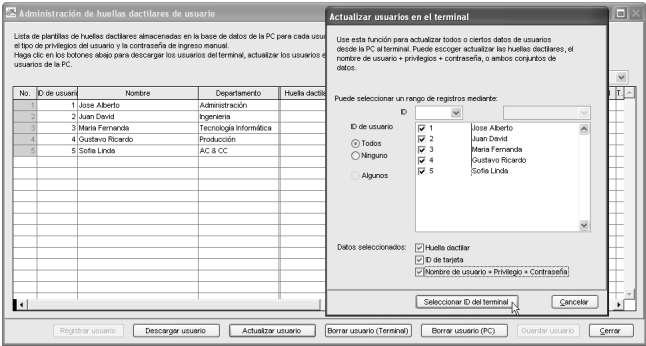 Administración de huellas dactilares de usuario
Lista de plantillas de huellas dactilares almacenadas en la base de datos de la PC para cada usua
el tipo de privilegios del usuario y la contraseña de ingreso manual.
Haga clic en los botones abajo para descargar los usuarios del terminal, actualizar los usuarios e
usuarios de la PC.
No. ID de usuari Nombre Departamento Huella dactila T.
1 1 Jose Alberto Administración
2 2 Juan David Ingenieria
3 3 Maria Fernanda Tecnología Informática
4 4 Gustavo Ricardo Producción
5 5 Sofia Linda AC & CC
Registrar usuario Descargar usuario Actualizar usuario Borrar usuario (Terminal) Borrar usuario (PC) Guardar usuario Cerrar
Actualizar usuarios en el terminal
Use esta función para actualizar todos o ciertos datos de usuarios
desde la PC al terminal. Puede escoger actualizar las huellas dactilares, el
nombre de usuario + privilegios + contraseña, o ambos conjuntos de
datos.
Puede seleccionar un rango de registros mediante:
ID
ID de usuario
Todos
Ninguno
Algunos
1 Jose Alberto
2 Juan David
3 Maria Fernanda
4 Gustavo Ricardo
5 Sofia Linda
Datos seleccionados: Huella dactilar
ID de tarjeta
Nombre de usuario + Privilegio + Contraseña
Seleccionar ID del terminal Cancelar